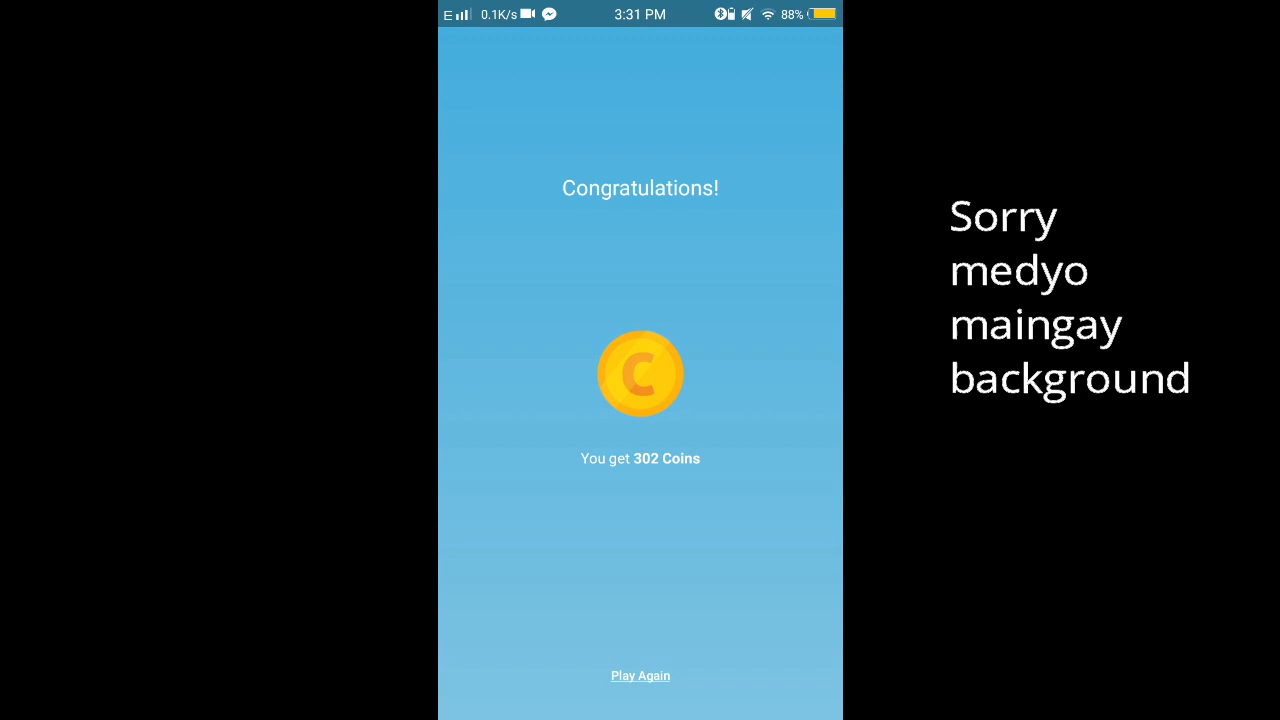 E 0.1K/s 3:31 PM 88%
Congratulations!
C
You get 302 Coins
Play Again
Sorry
medyo
maingay
background